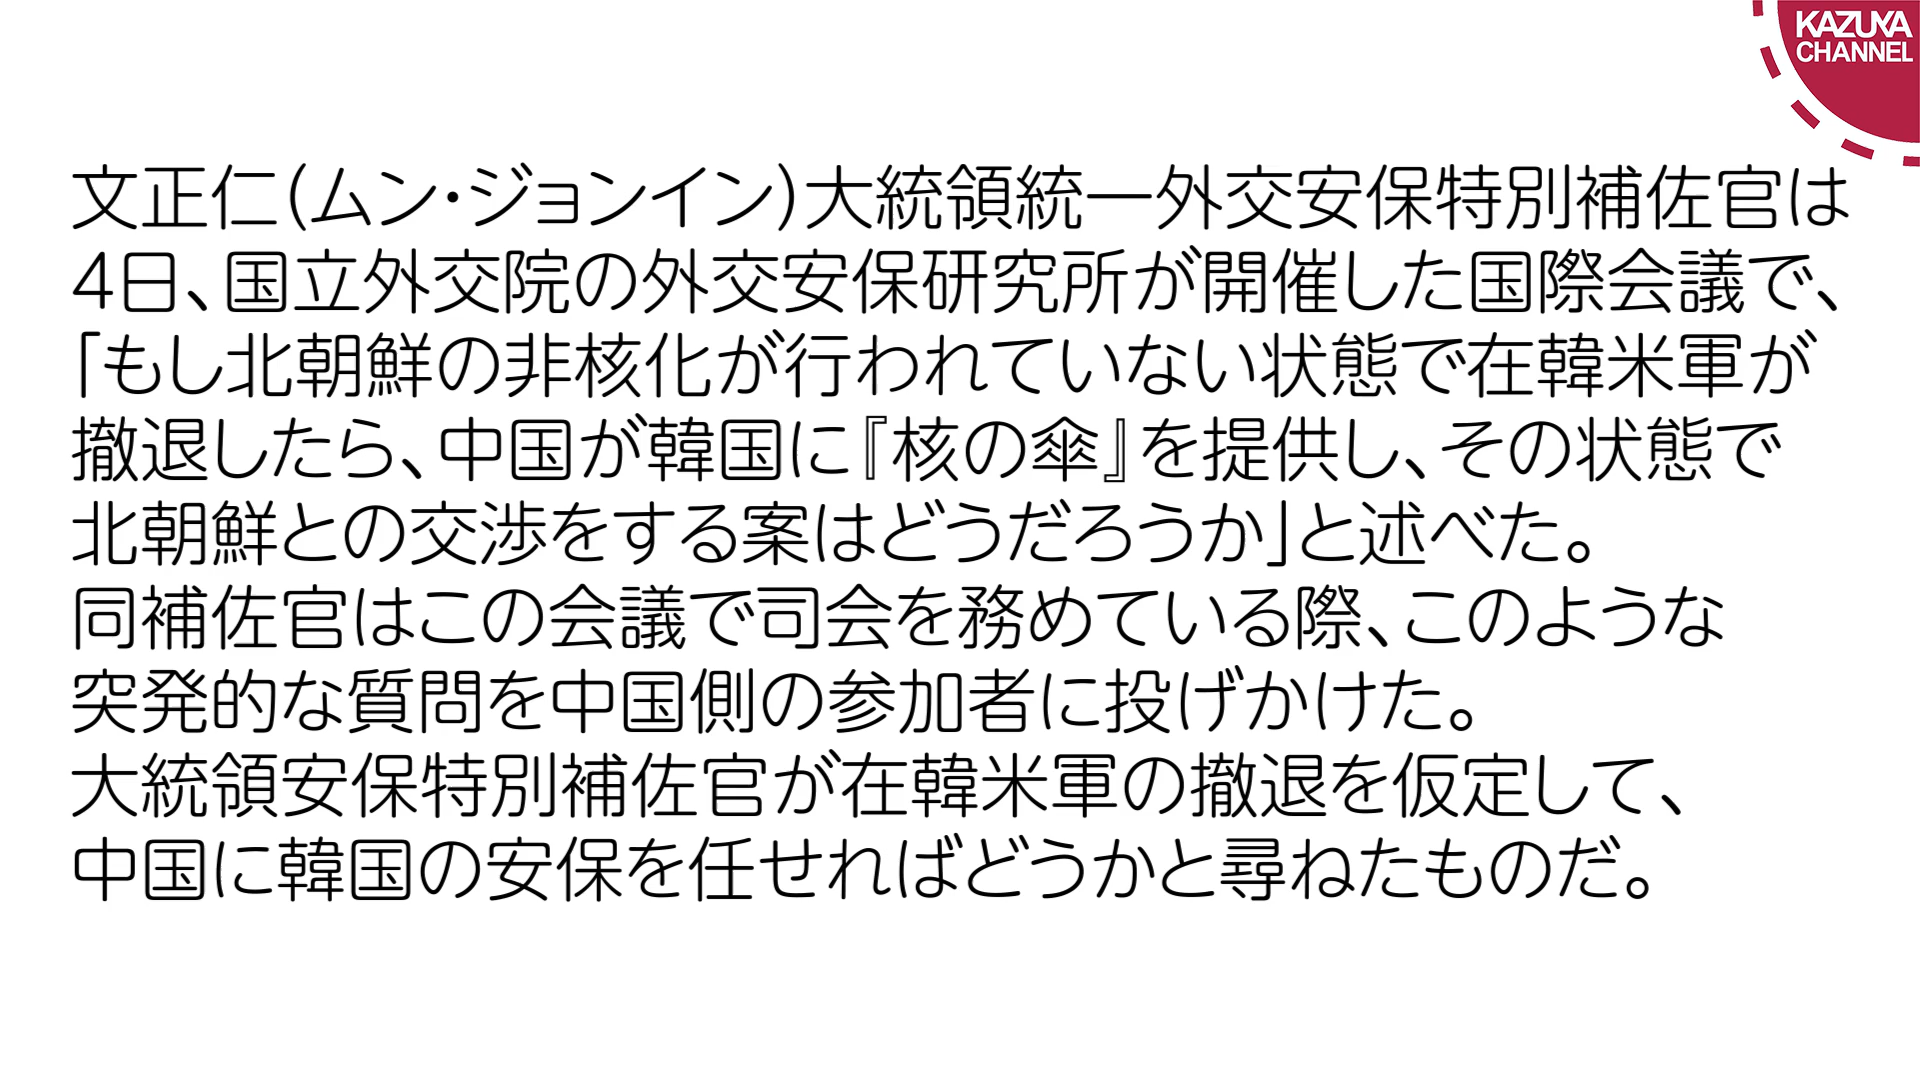 KAZUYA
CHANNEL
文正仁(ムン・ジョンイン)大統領統一外交安保特別補佐官は
4日、国立外交院の外交安保研究所が開催した国際会議で、
「もし北朝鮮の非核化が行われていない状態で在韓米軍が
撤退したら、中国が韓国に『核の傘』を提供し、その状態で
北朝鮮との交渉をする案はどうだろうか」と述べた。
同補佐官はこの会議で司会を務めている際、このような
突発的な質問を中国側の参加者に投げかけた。
大統領安保特別補佐官が在韓米軍の撤退を仮定して、
中国に韓国の安保を任せればどうかと尋ねたものだ。